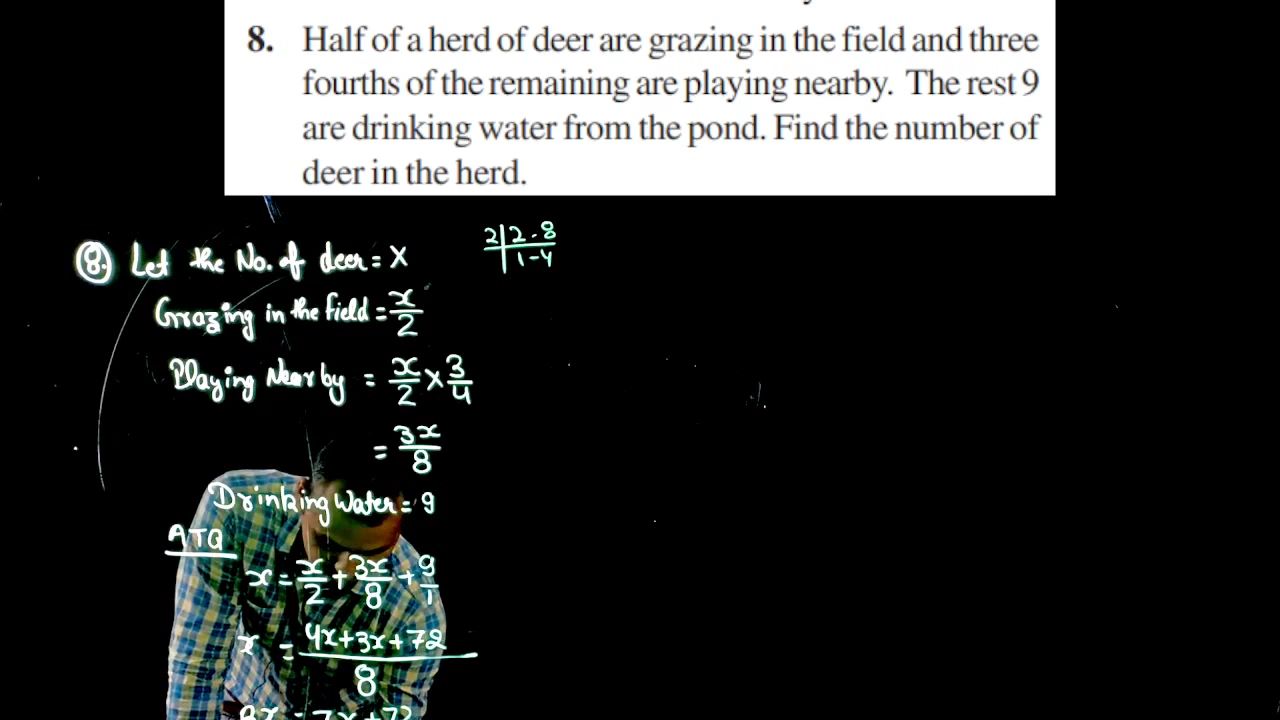 8. Half of a herd of deer are grazing in the field and three
fourths of the remaining are playing nearby. The rest 9
are drinking water from the pond. Find the number of
deer in the herd.
8. Let the No. of deer = x
2 | 2 - 8
1 - 4
Grazing in the field = x/2
Playing Near by = x/2 × 3/4
= 3x/8
Drinking Water = 9
ATQ
x = x/2 + 3x/8 + 9/1
x = 4x+3x+72 / 8
8x = 7x+72